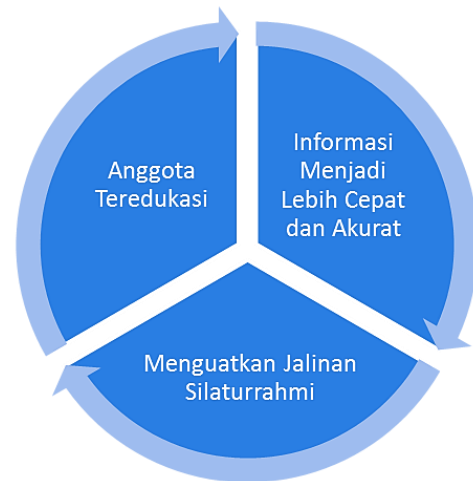 Informasi
Menjadi
Lebih Cepat
dan Akurat
Menguatkan Jalinan
Silaturrahmi
Anggota
Teredukasi